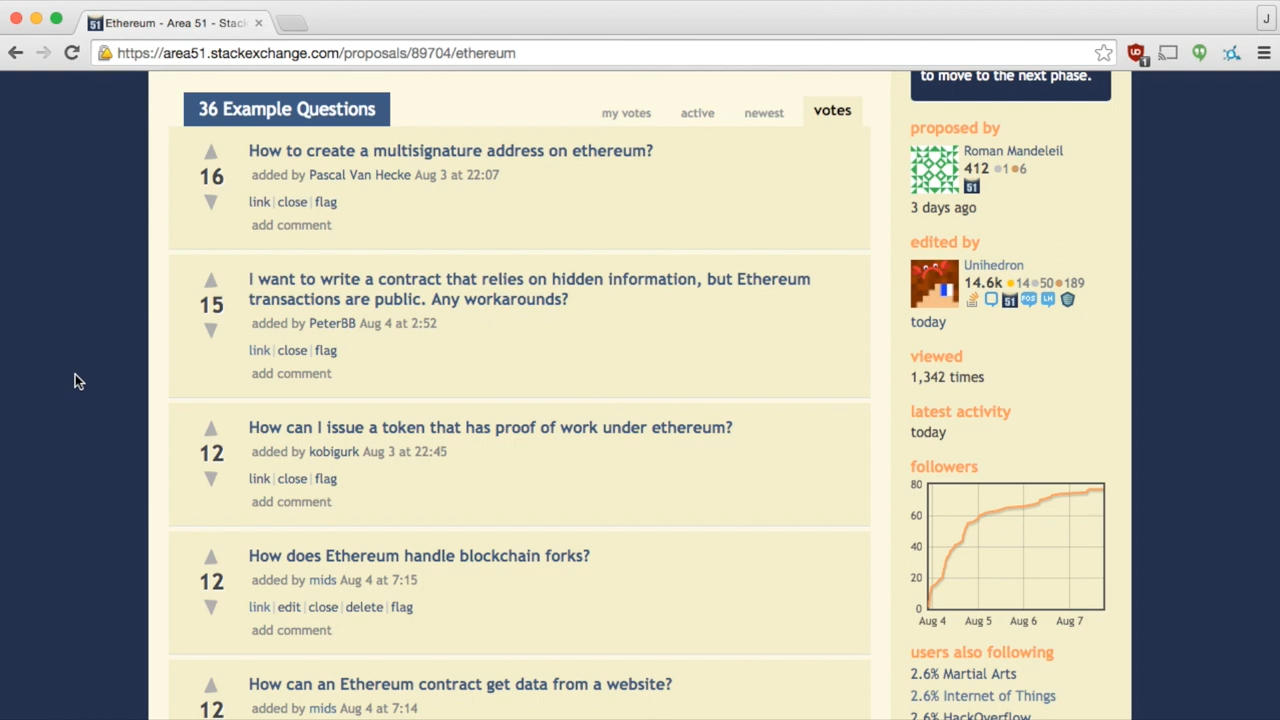 51 Ethereum - Area 51 - Stac
J
https://area51.stackexchange.com/proposals/89704/ethereum
1
to move to the next phase.
36 Example Questions
my votes active newest votes
16
How to create a multisignature address on ethereum?
added by Pascal Van Hecke Aug 3 at 22:07
link | close | flag
add comment
15
I want to write a contract that relies on hidden information, but Ethereum
transactions are public. Any workarounds?
added by PeterBB Aug 4 at 2:52
link | close | flag
add comment
12
How can I issue a token that has proof of work under ethereum?
added by kobigurk Aug 3 at 22:45
link | close | flag
add comment
12
How does Ethereum handle blockchain forks?
added by mids Aug 4 at 7:15
link | edit | close | delete | flag
add comment
12
How can an Ethereum contract get data from a website?
added by mids Aug 4 at 7:14
proposed by
Roman Mandeleil
412 1 6
51
3 days ago
edited by
Unihedron
14.6k 14 50 189
51
today
viewed
1,342 times
latest activity
today
followers
80
60
40
20
0
Aug 4 Aug 5 Aug 6 Aug 7
users also following
2.6% Martial Arts
2.6% Internet of Things
2.6% HackOverflow